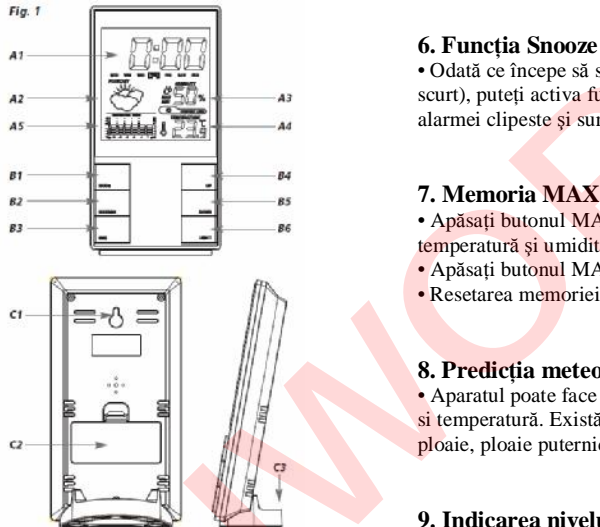 Fig. 1
A1
A2
A3
A5
A4
B1
B4
B2
B5
B3
B6
C1
C2
C3
6. Funcția Snooze
• Odată ce începe să s
scurt), puteți activa fu
alarmei clipește și sun
7. Memoria MAX
• Apăsați butonul MA
temperatură și umidit
• Apăsați butonul MA
• Resetarea memoriei
8. Predicția meteo
• Aparatul poate face
si temperatură. Există
ploaie, ploaie puternic
9. Indicarea nivelu